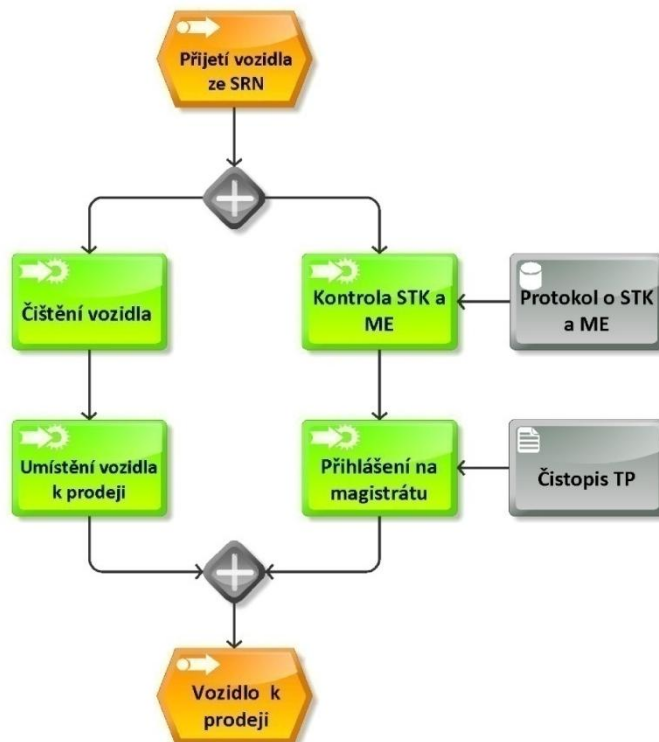 Přijetí vozidla
ze SRN
Čištění vozidla
Kontrola STK a
ME
Protokol o STK
a ME
Umístění vozidla
k prodeji
Přihlášení na
magistrátu
Čistopis TP
Vozidlo k
prodeji